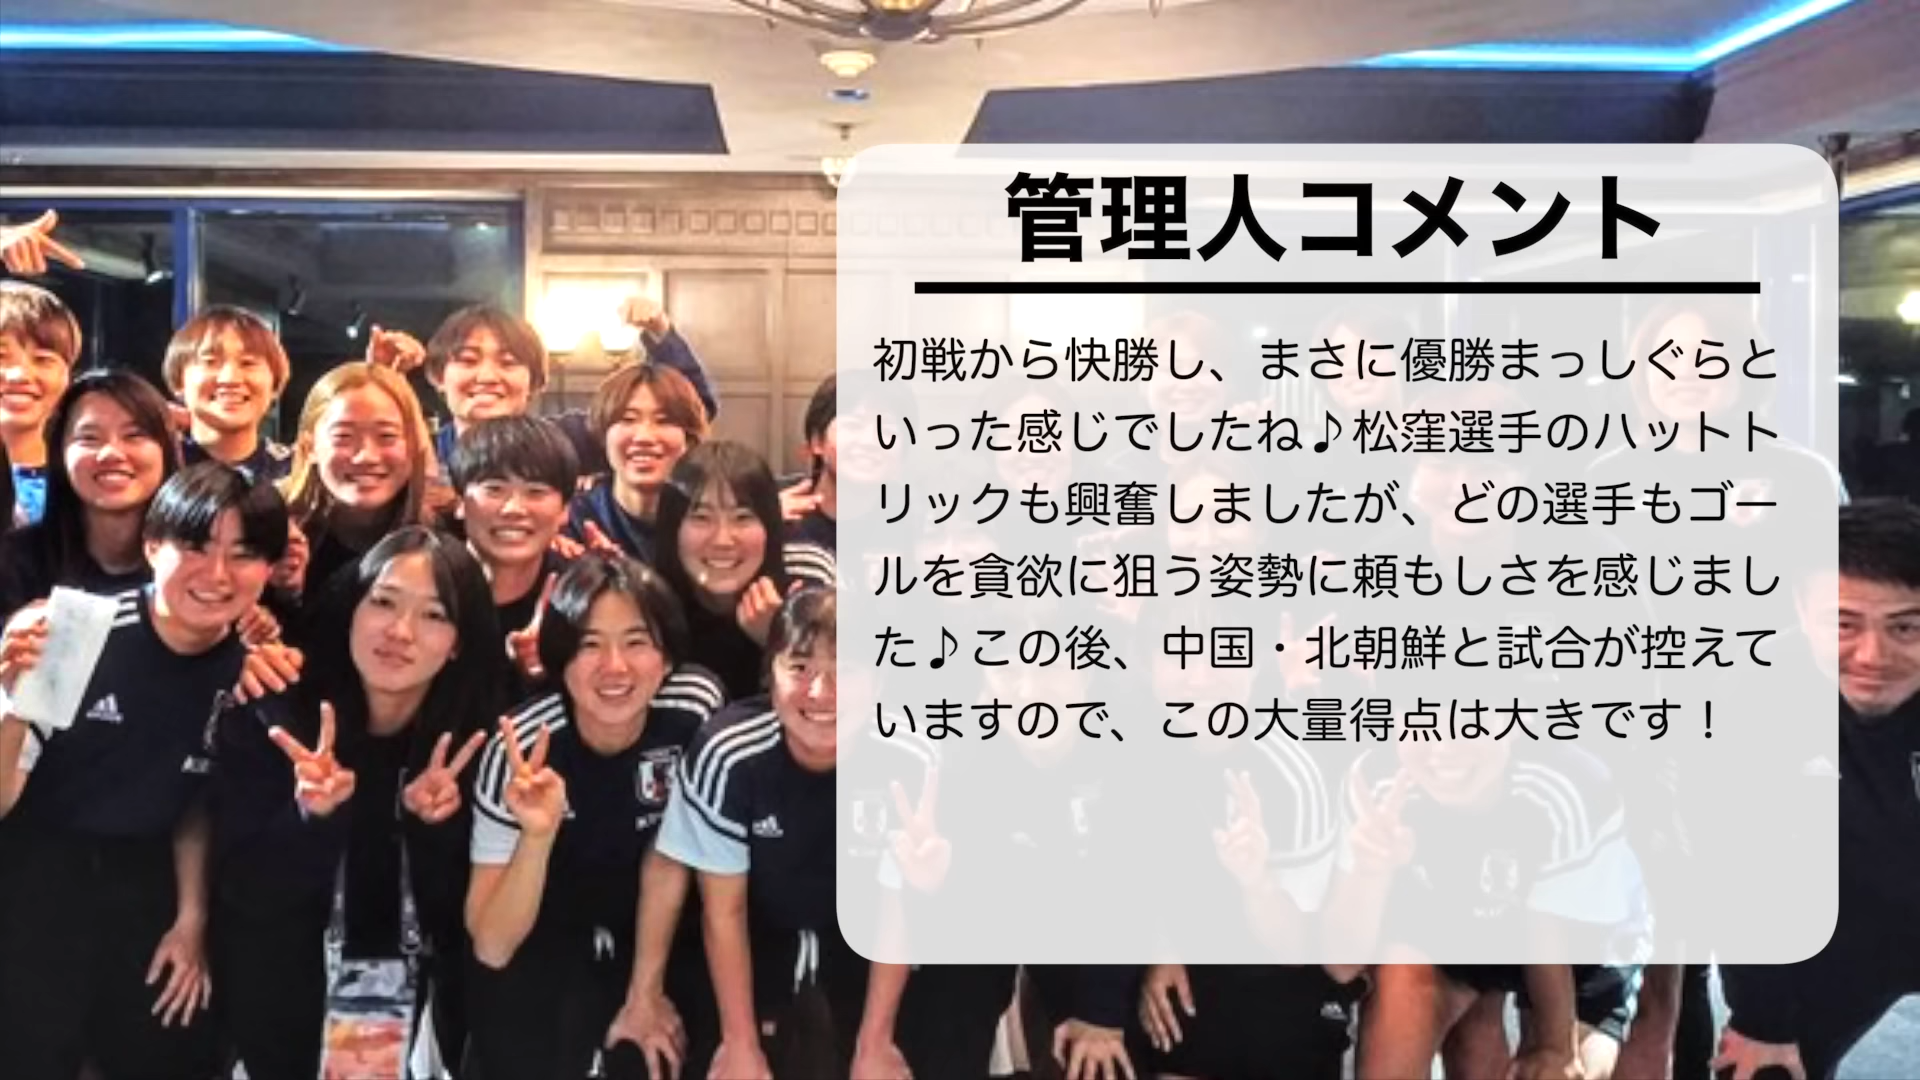 管理人コメント
初戦から快勝し、まさに優勝まっしぐらと
いった感じでしたね♪松窪選手のハットト
リックも興奮しましたが、どの選手もゴー
ルを貪欲に狙う姿勢に頼もしさを感じまし
た♪この後、中国・北朝鮮と試合が控えて
いますので、この大量得点は大きです！